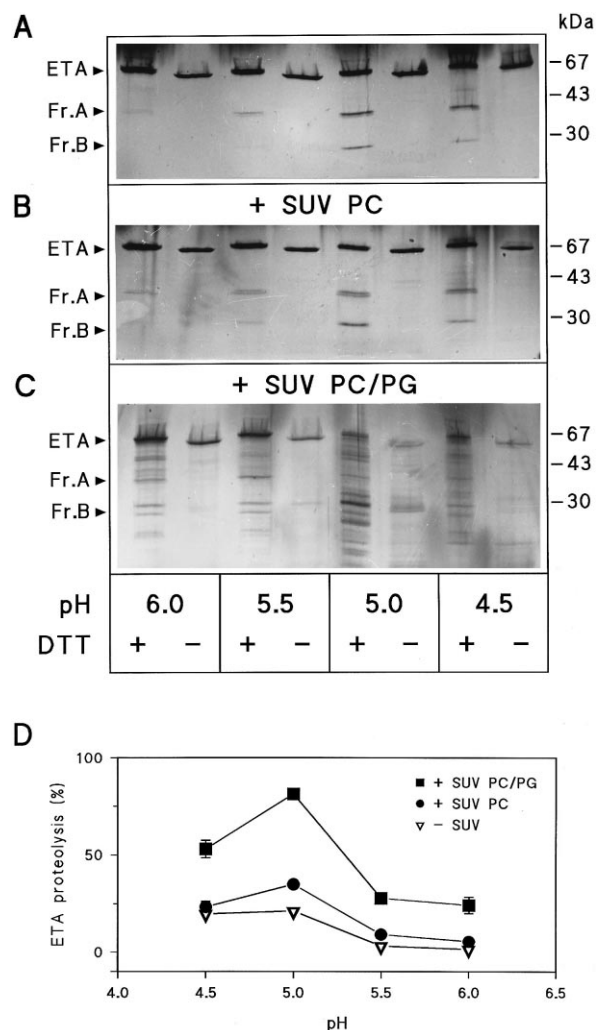 A
kDa
ETA ►
Fr.A ►
Fr.B ►
-67
-43
-30
B
+ SUV PC
ETA ►
Fr.A ►
Fr.B ►
-67
-43
-30
C
+ SUV PC/PG
ETA ►
Fr.A ►
Fr.B ►
-67
-43
-30
pH 6.0 5.5 5.0 4.5
DTT + − + − + − + −
D
ETA proteolysis (%)
100
50
0
■ + SUV PC/PG
● + SUV PC
▽ − SUV
4.0 4.5 5.0 5.5 6.0 6.5
pH